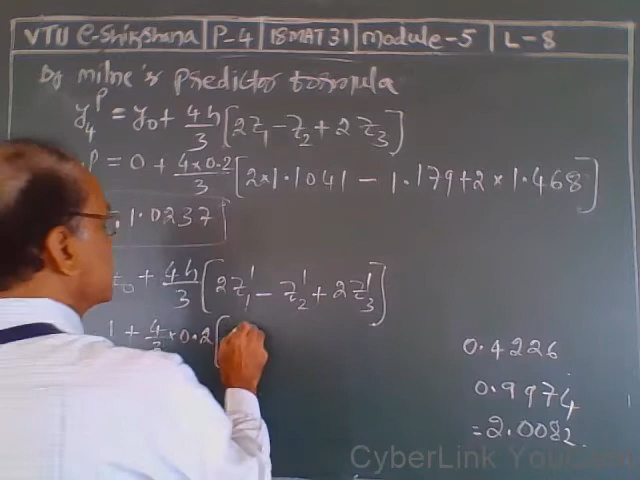 VTU e-Shikshana P-4 18MAT31 Module-5 L-8
By milne's predictor formula
y₄ᴾ = y₀ + 4h/3 [2z₁ - z₂ + 2z₃]
ᴾ = 0 + 4×0.2/3 [2×1.1041 - 1.179 + 2×1.468]
1.0237
z₀ + 4h/3 [2z₁' - z₂' + 2z₃']
1 + 4/3 × 0.2 [
0.4226
0.9974
= 2.0082
CyberLink